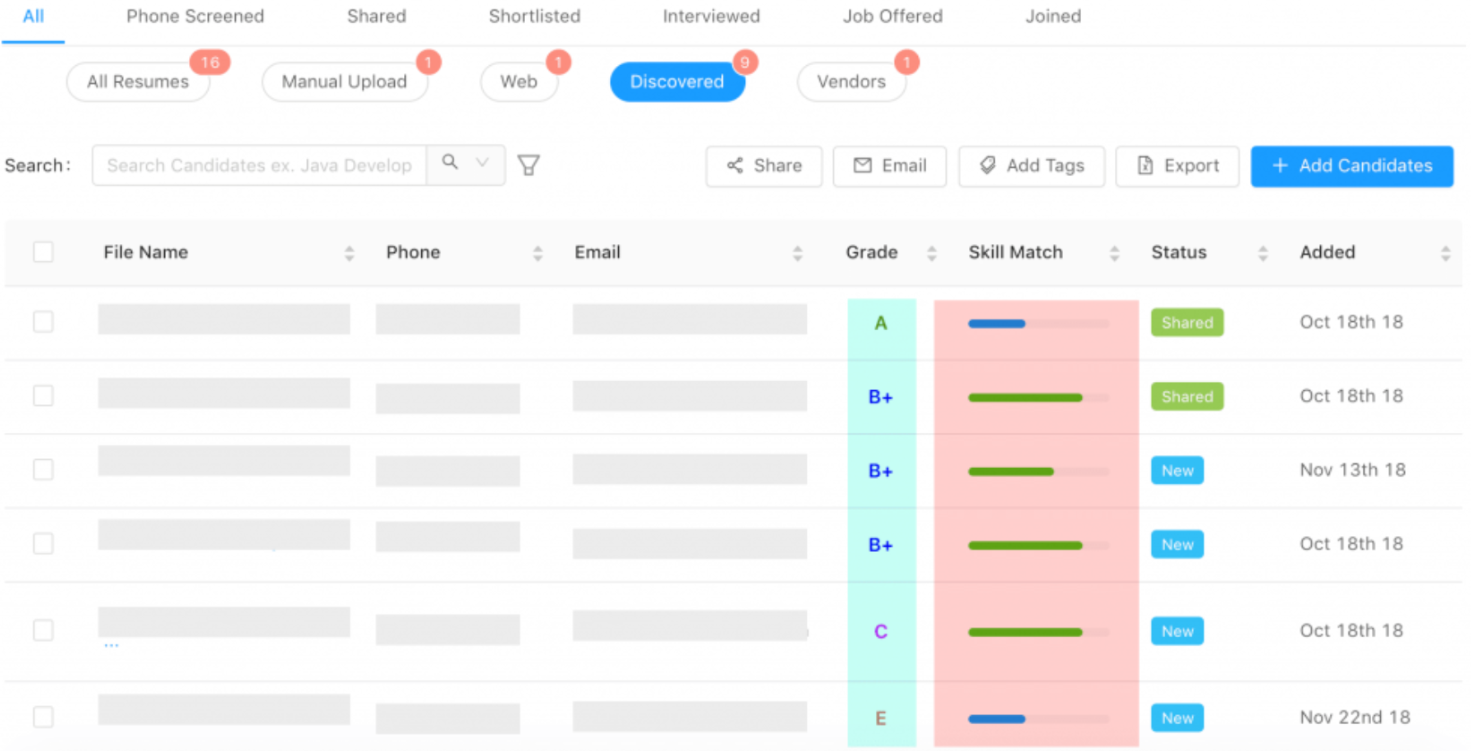 All Phone Screened Shared Shortlisted Interviewed Job Offered Joined
All Resumes 16 Manual Upload 1 Web 1 Discovered 9 Vendors 1
Search: Search Candidates ex. Java Develop Share Email Add Tags Export + Add Candidates
File Name Phone Email Grade Skill Match Status Added
A Shared Oct 18th 18
B+ Shared Oct 18th 18
B+ New Nov 13th 18
B+ New Oct 18th 18
C New Oct 18th 18
...
E New Nov 22nd 18